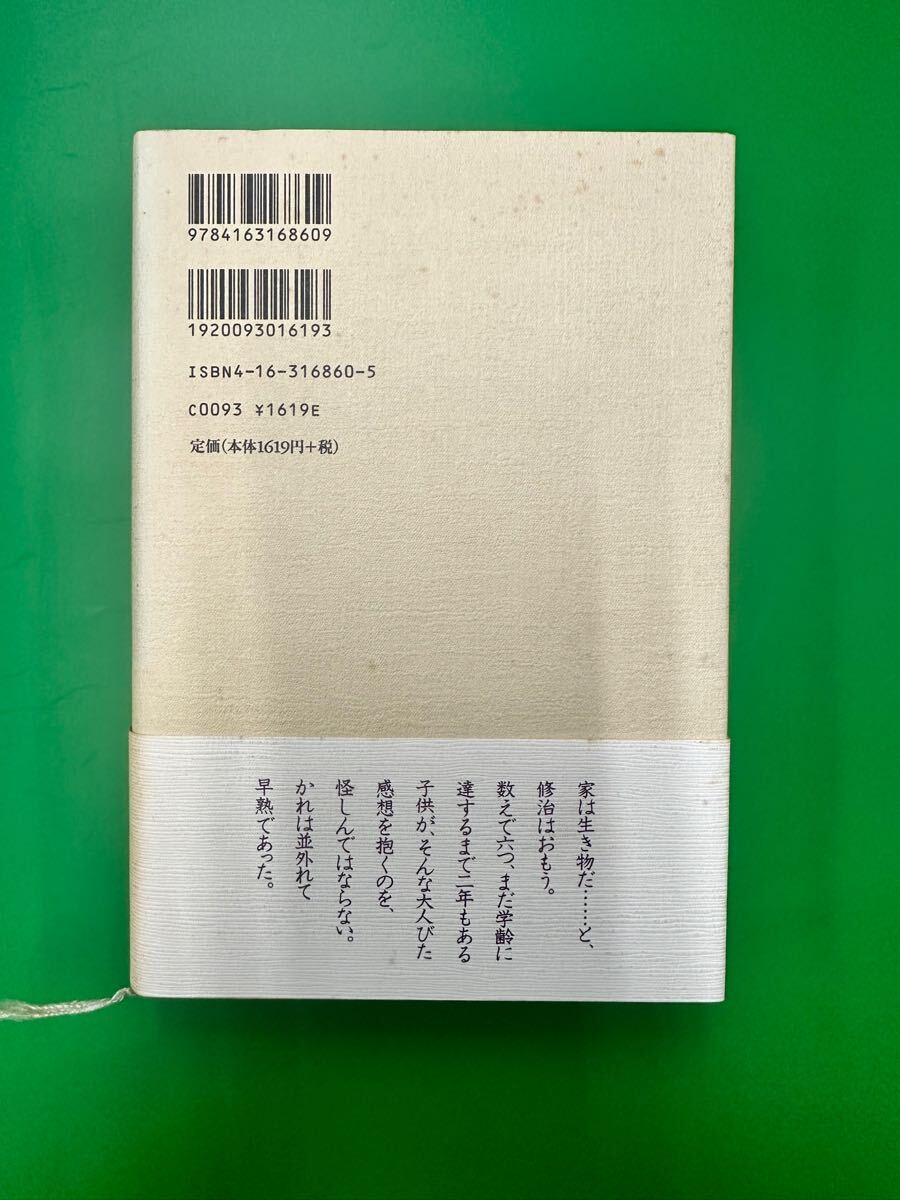 9784163168609
1920093016193
ISBN4-16-316860-5
C0093 ¥1619E
定価(本体1619円+税)
家は生き物だ……と、
修治はおもう。
数えで六つ、まだ学齢に
達するまで二年もある
子供が、そんな大人びた
感想を抱くのを、
怪しんではならない。
かれは並外れて
早熟であった。